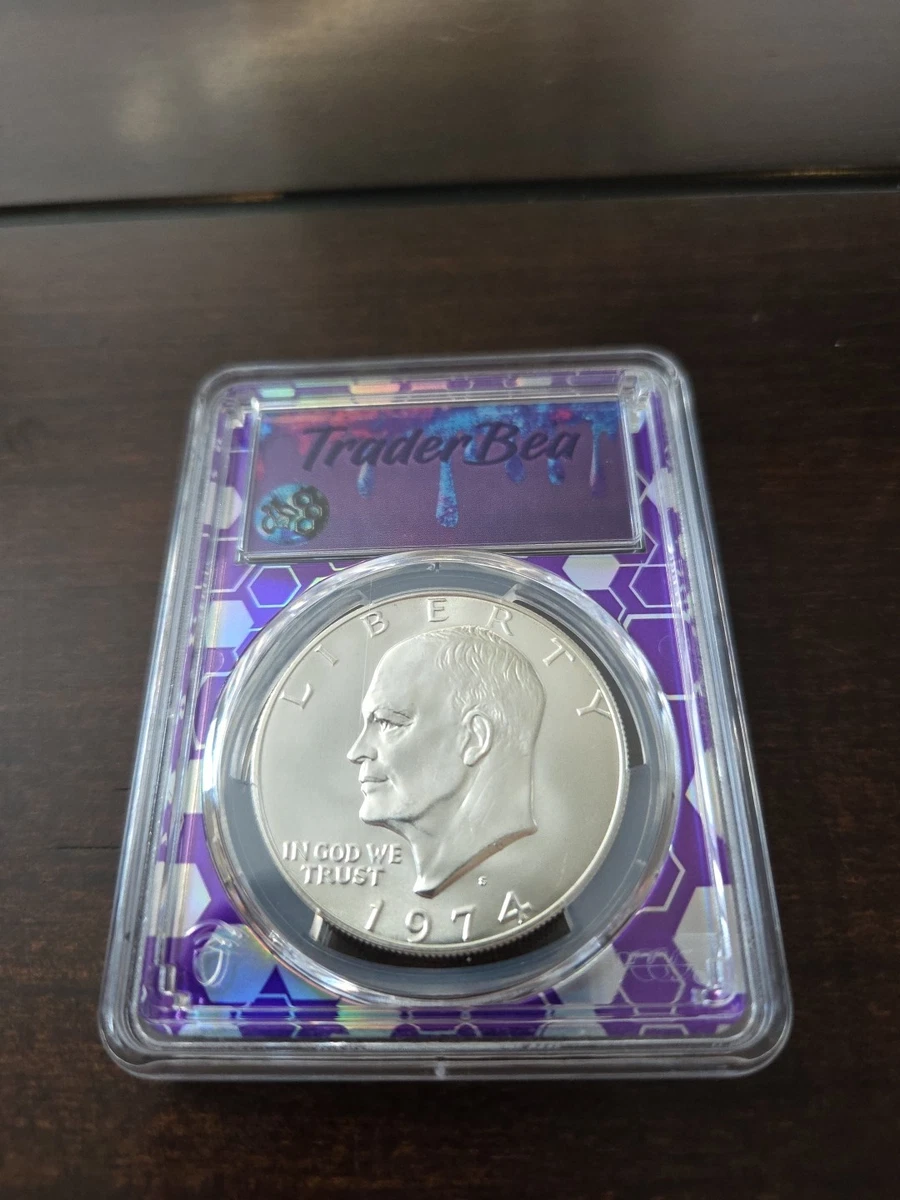 TraderBea
LIBERTY
IN GOD WE
TRUST
S
1974